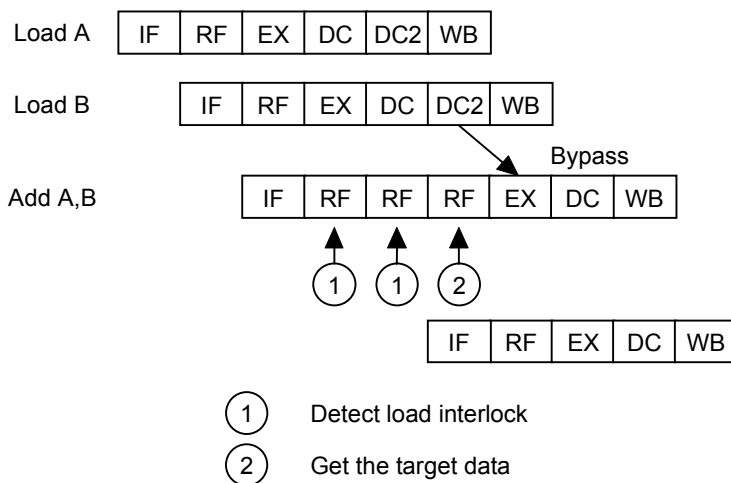 Load A IF RF EX DC DC2 WB
Load B IF RF EX DC DC2 WB
Bypass
Add A,B IF RF RF RF EX DC WB
1 1 2
IF RF EX DC WB
1 Detect load interlock
2 Get the target data